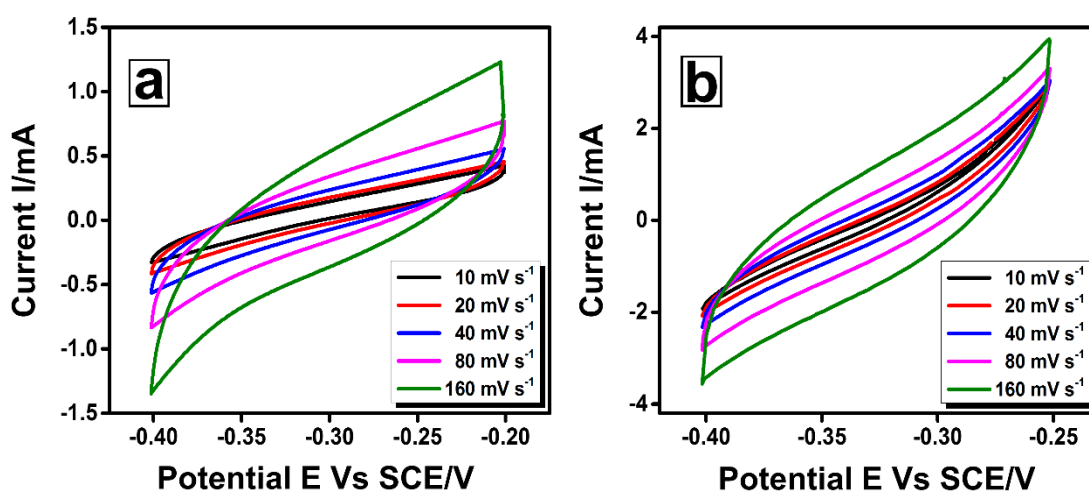 a
1.5
1.0
0.5
0.0
-0.5
-1.0
-1.5
Current I/mA
-0.40
-0.35
-0.30
-0.25
-0.20
Potential E Vs SCE/V
10 mV s⁻¹
20 mV s⁻¹
40 mV s⁻¹
80 mV s⁻¹
160 mV s⁻¹
b
4
2
0
-2
-4
Current I/mA
-0.40
-0.35
-0.30
-0.25
Potential E Vs SCE/V
10 mV s⁻¹
20 mV s⁻¹
40 mV s⁻¹
80 mV s⁻¹
160 mV s⁻¹